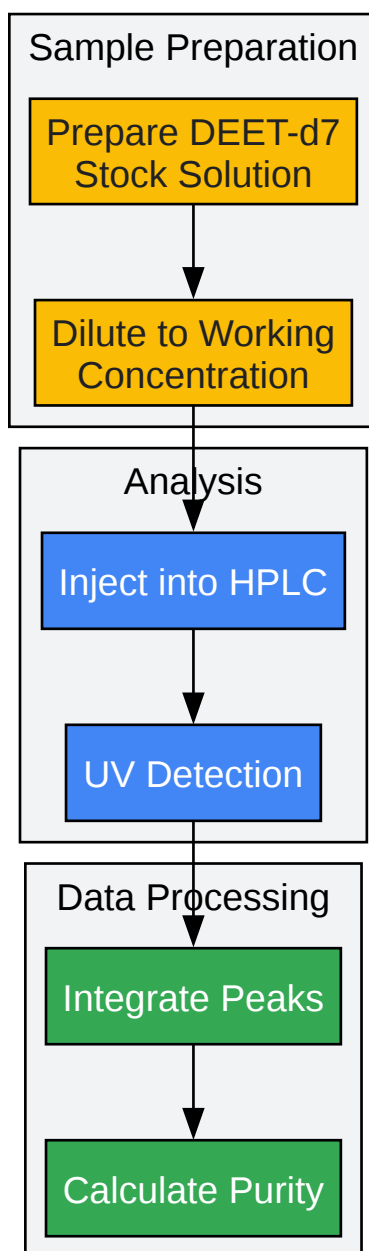 Sample Preparation
Prepare DEET-d7
Stock Solution
Dilute to Working
Concentration
Analysis
Inject into HPLC
UV Detection
Data Processing
Integrate Peaks
Calculate Purity